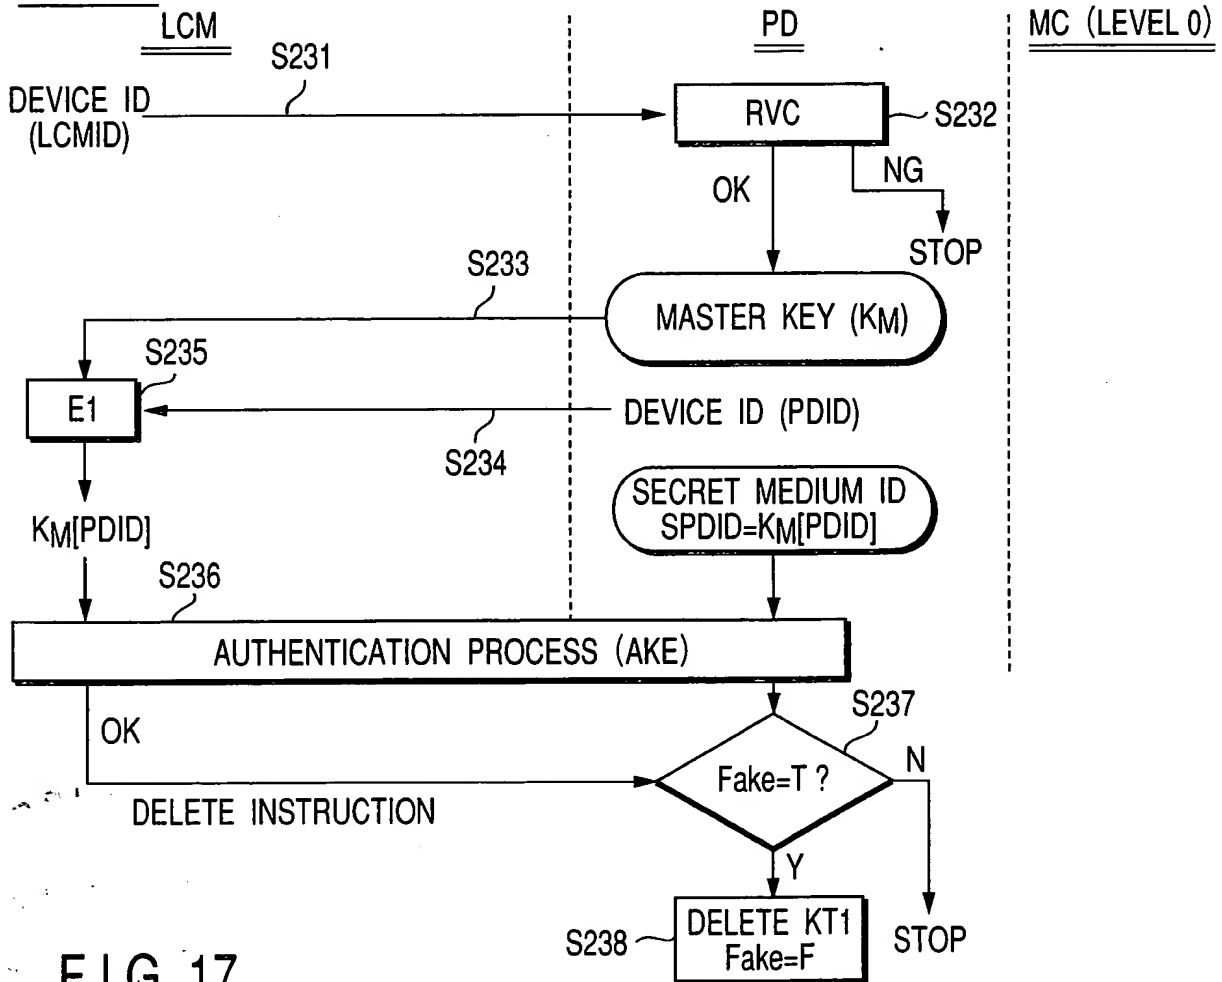 LCM
PD
MC (LEVEL 0)
S231
DEVICE ID
(LCMID)
RVC
S232
OK
NG
STOP
S233
MASTER KEY (KM)
S235
E1
DEVICE ID (PDID)
S234
SECRET MEDIUM ID
SPDID=KM[PDID]
KM[PDID]
S236
AUTHENTICATION PROCESS (AKE)
OK
S237
Fake=T ?
N
DELETE INSTRUCTION
Y
S238
DELETE KT1
Fake=F
STOP
FIG. 17